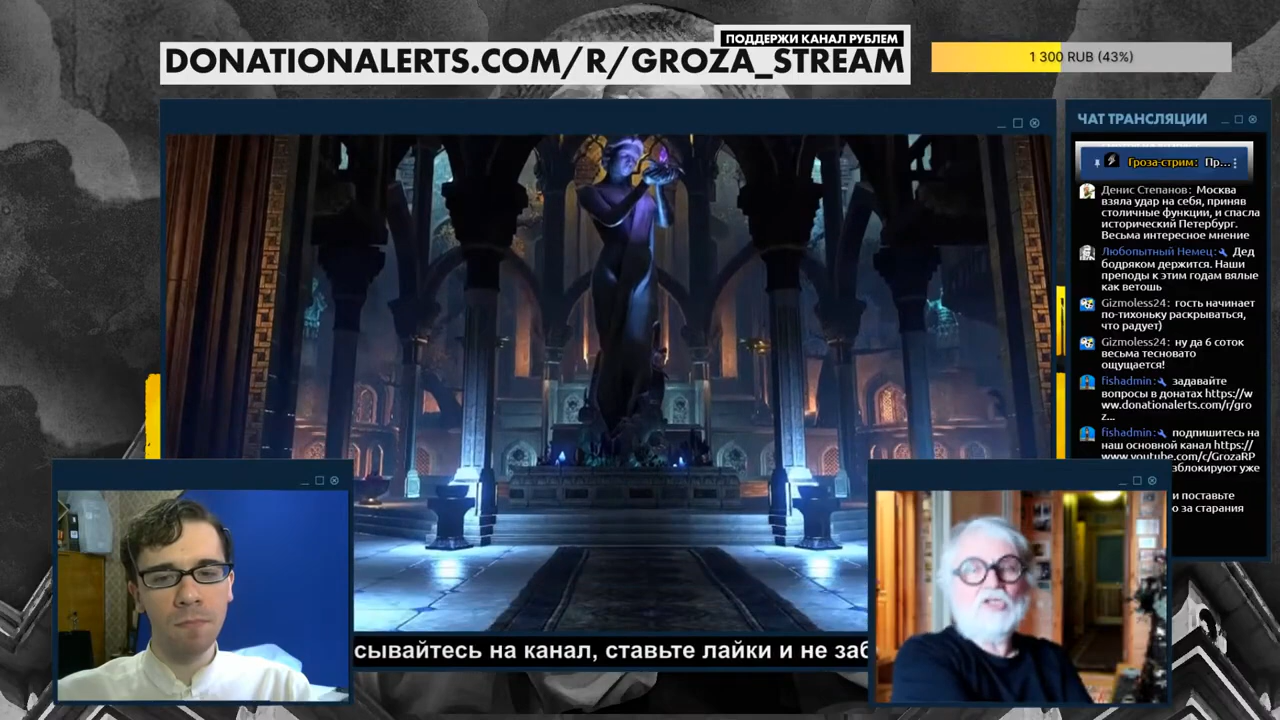 ПОДДЕРЖИ КАНАЛ РУБЛЕМ
DONATIONALERTS.COM/R/GROZA_STREAM
1 300 RUB (43%)
ЧАТ ТРАНСЛЯЦИИ
Гроза-стрим: Пр...
Денис Степанов: Москва
взяла удар на себя, приняв
столичные функции, и спасла
исторический Петербург.
Весьма интересное мнение
Любопытный Немец: Дед
бодряком держится. Наши
преподы к этим годам вялые
как ветошь
Gizmoless24: гость начинает
по-тихоньку раскрываться,
что радует)
Gizmoless24: ну да 6 соток
весьма тесновато
ощущается!
fishadmin: задавайте
вопросы в донатах https://w
ww.donationalerts.com/r/gro
z...
fishadmin: подпишитесь на
наш основной канал https://
www.youtube.com/c/GrozaRP
зблокируют уже
и поставьте
о за старания
сывайтесь на канал, ставьте лайки и не заб